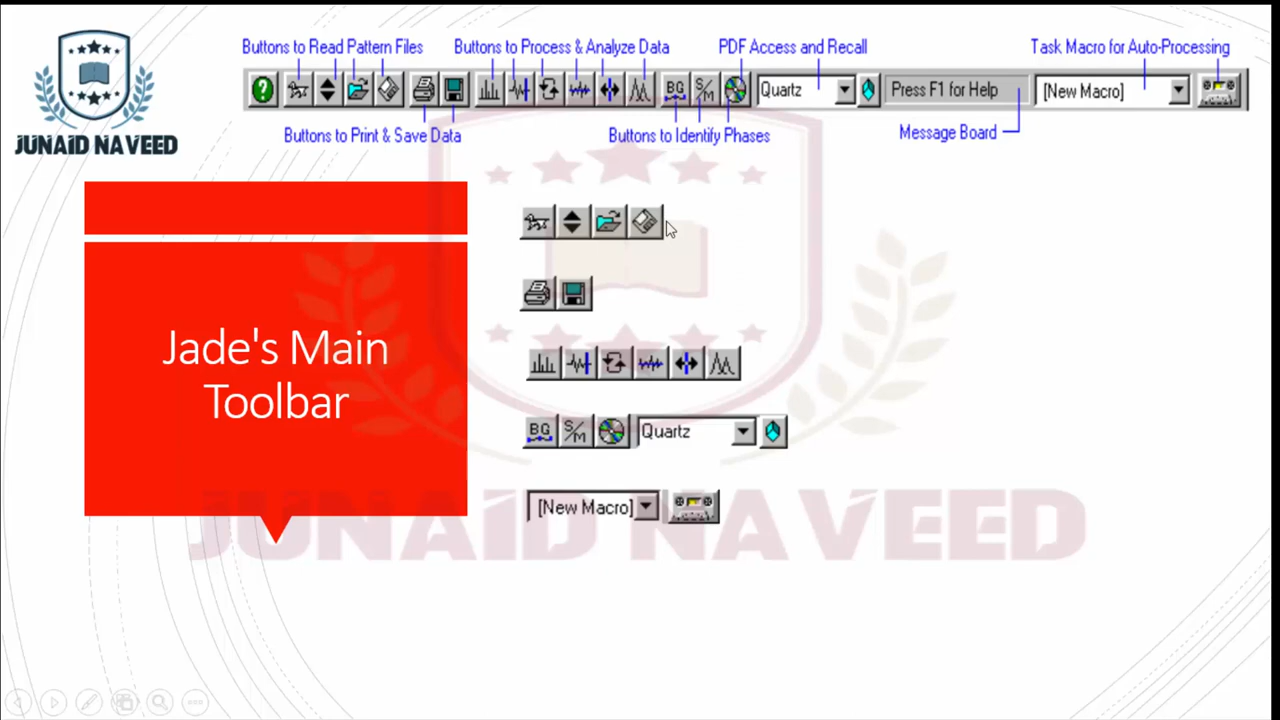 Buttons to Read Pattern Files
Buttons to Process & Analyze Data
PDF Access and Recall
Task Macro for Auto-Processing
BG
S/M
Quartz
Press F1 for Help
[New Macro]
Buttons to Print & Save Data
Buttons to Identify Phases
Message Board
JUNAID NAVEED
Jade's Main
Toolbar
BG
S/M
Quartz
[New Macro]
JUNAID NAVEED